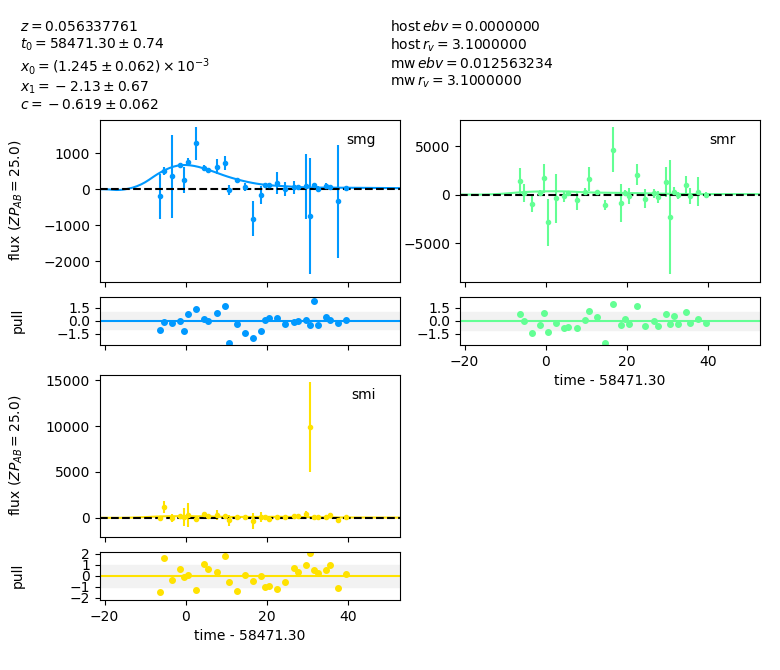 z = 0.056337761
t₀ = 58471.30 ± 0.74
x₀ = (1.245 ± 0.062) × 10⁻³
x₁ = −2.13 ± 0.67
c = −0.619 ± 0.062
host ebv = 0.0000000
host r_v = 3.1000000
mw ebv = 0.012563234
mw r_v = 3.1000000
smg
flux (ZP_AB = 25.0)
1000
0
−1000
−2000
smr
5000
0
−5000
pull
1.5
0.0
−1.5
1.5
0.0
−1.5
−20 0 20 40
time - 58471.30
smi
flux (ZP_AB = 25.0)
15000
10000
5000
0
pull
2
1
0
−1
−2
−20 0 20 40
time - 58471.30